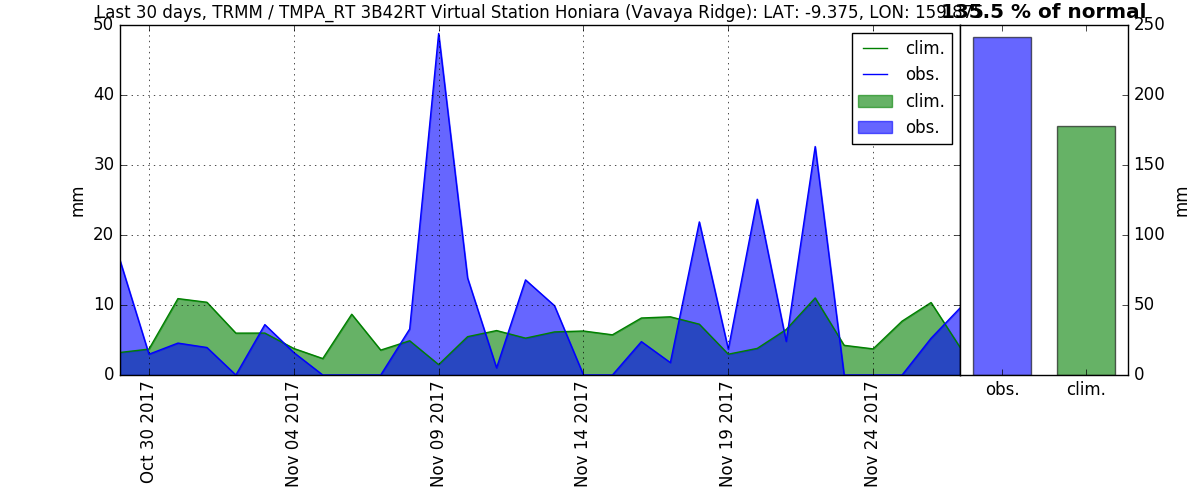 Last 30 days, TRMM / TMPA_RT 3B42RT Virtual Station Honiara (Vavaya Ridge): LAT: -9.375, LON:
135.5 % of normal
50
40
30
20
10
0
mm
clim.
obs.
clim.
obs.
250
200
150
100
50
0
mm
obs.
clim.
Oct 30 2017
Nov 04 2017
Nov 09 2017
Nov 14 2017
Nov 19 2017
Nov 24 2017